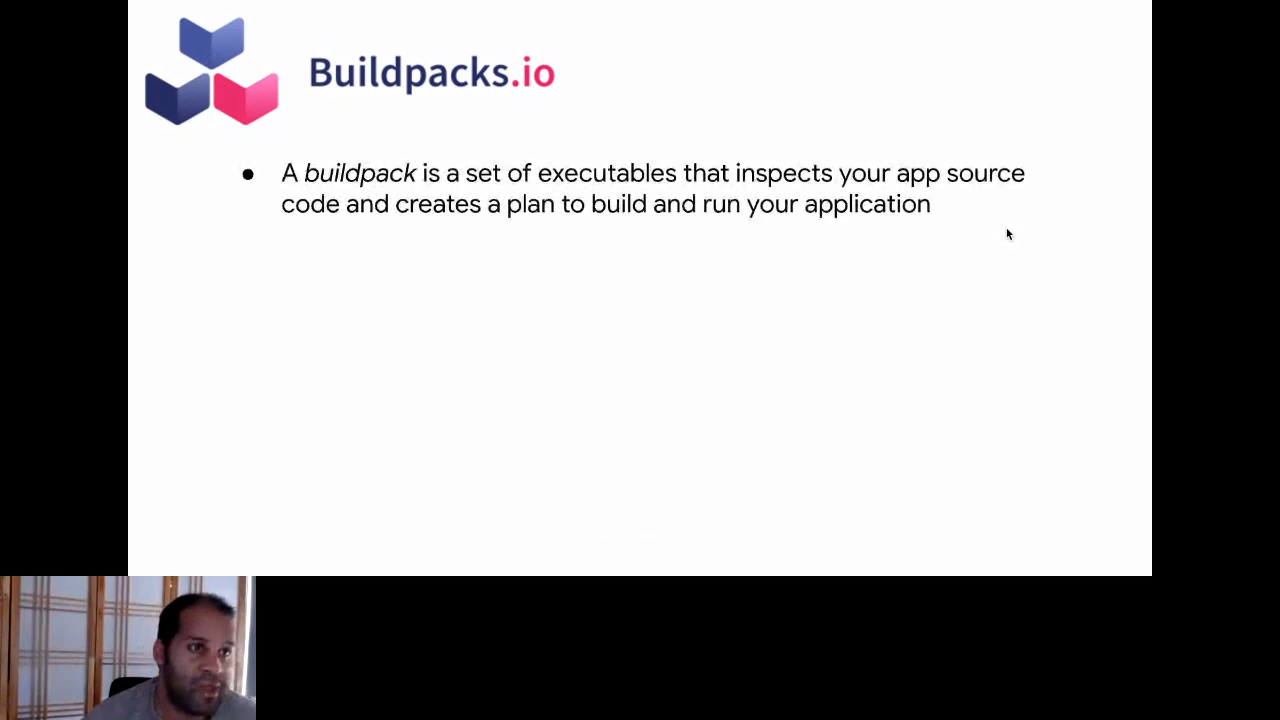 Buildpacks.io
● A buildpack is a set of executables that inspects your app source
code and creates a plan to build and run your application